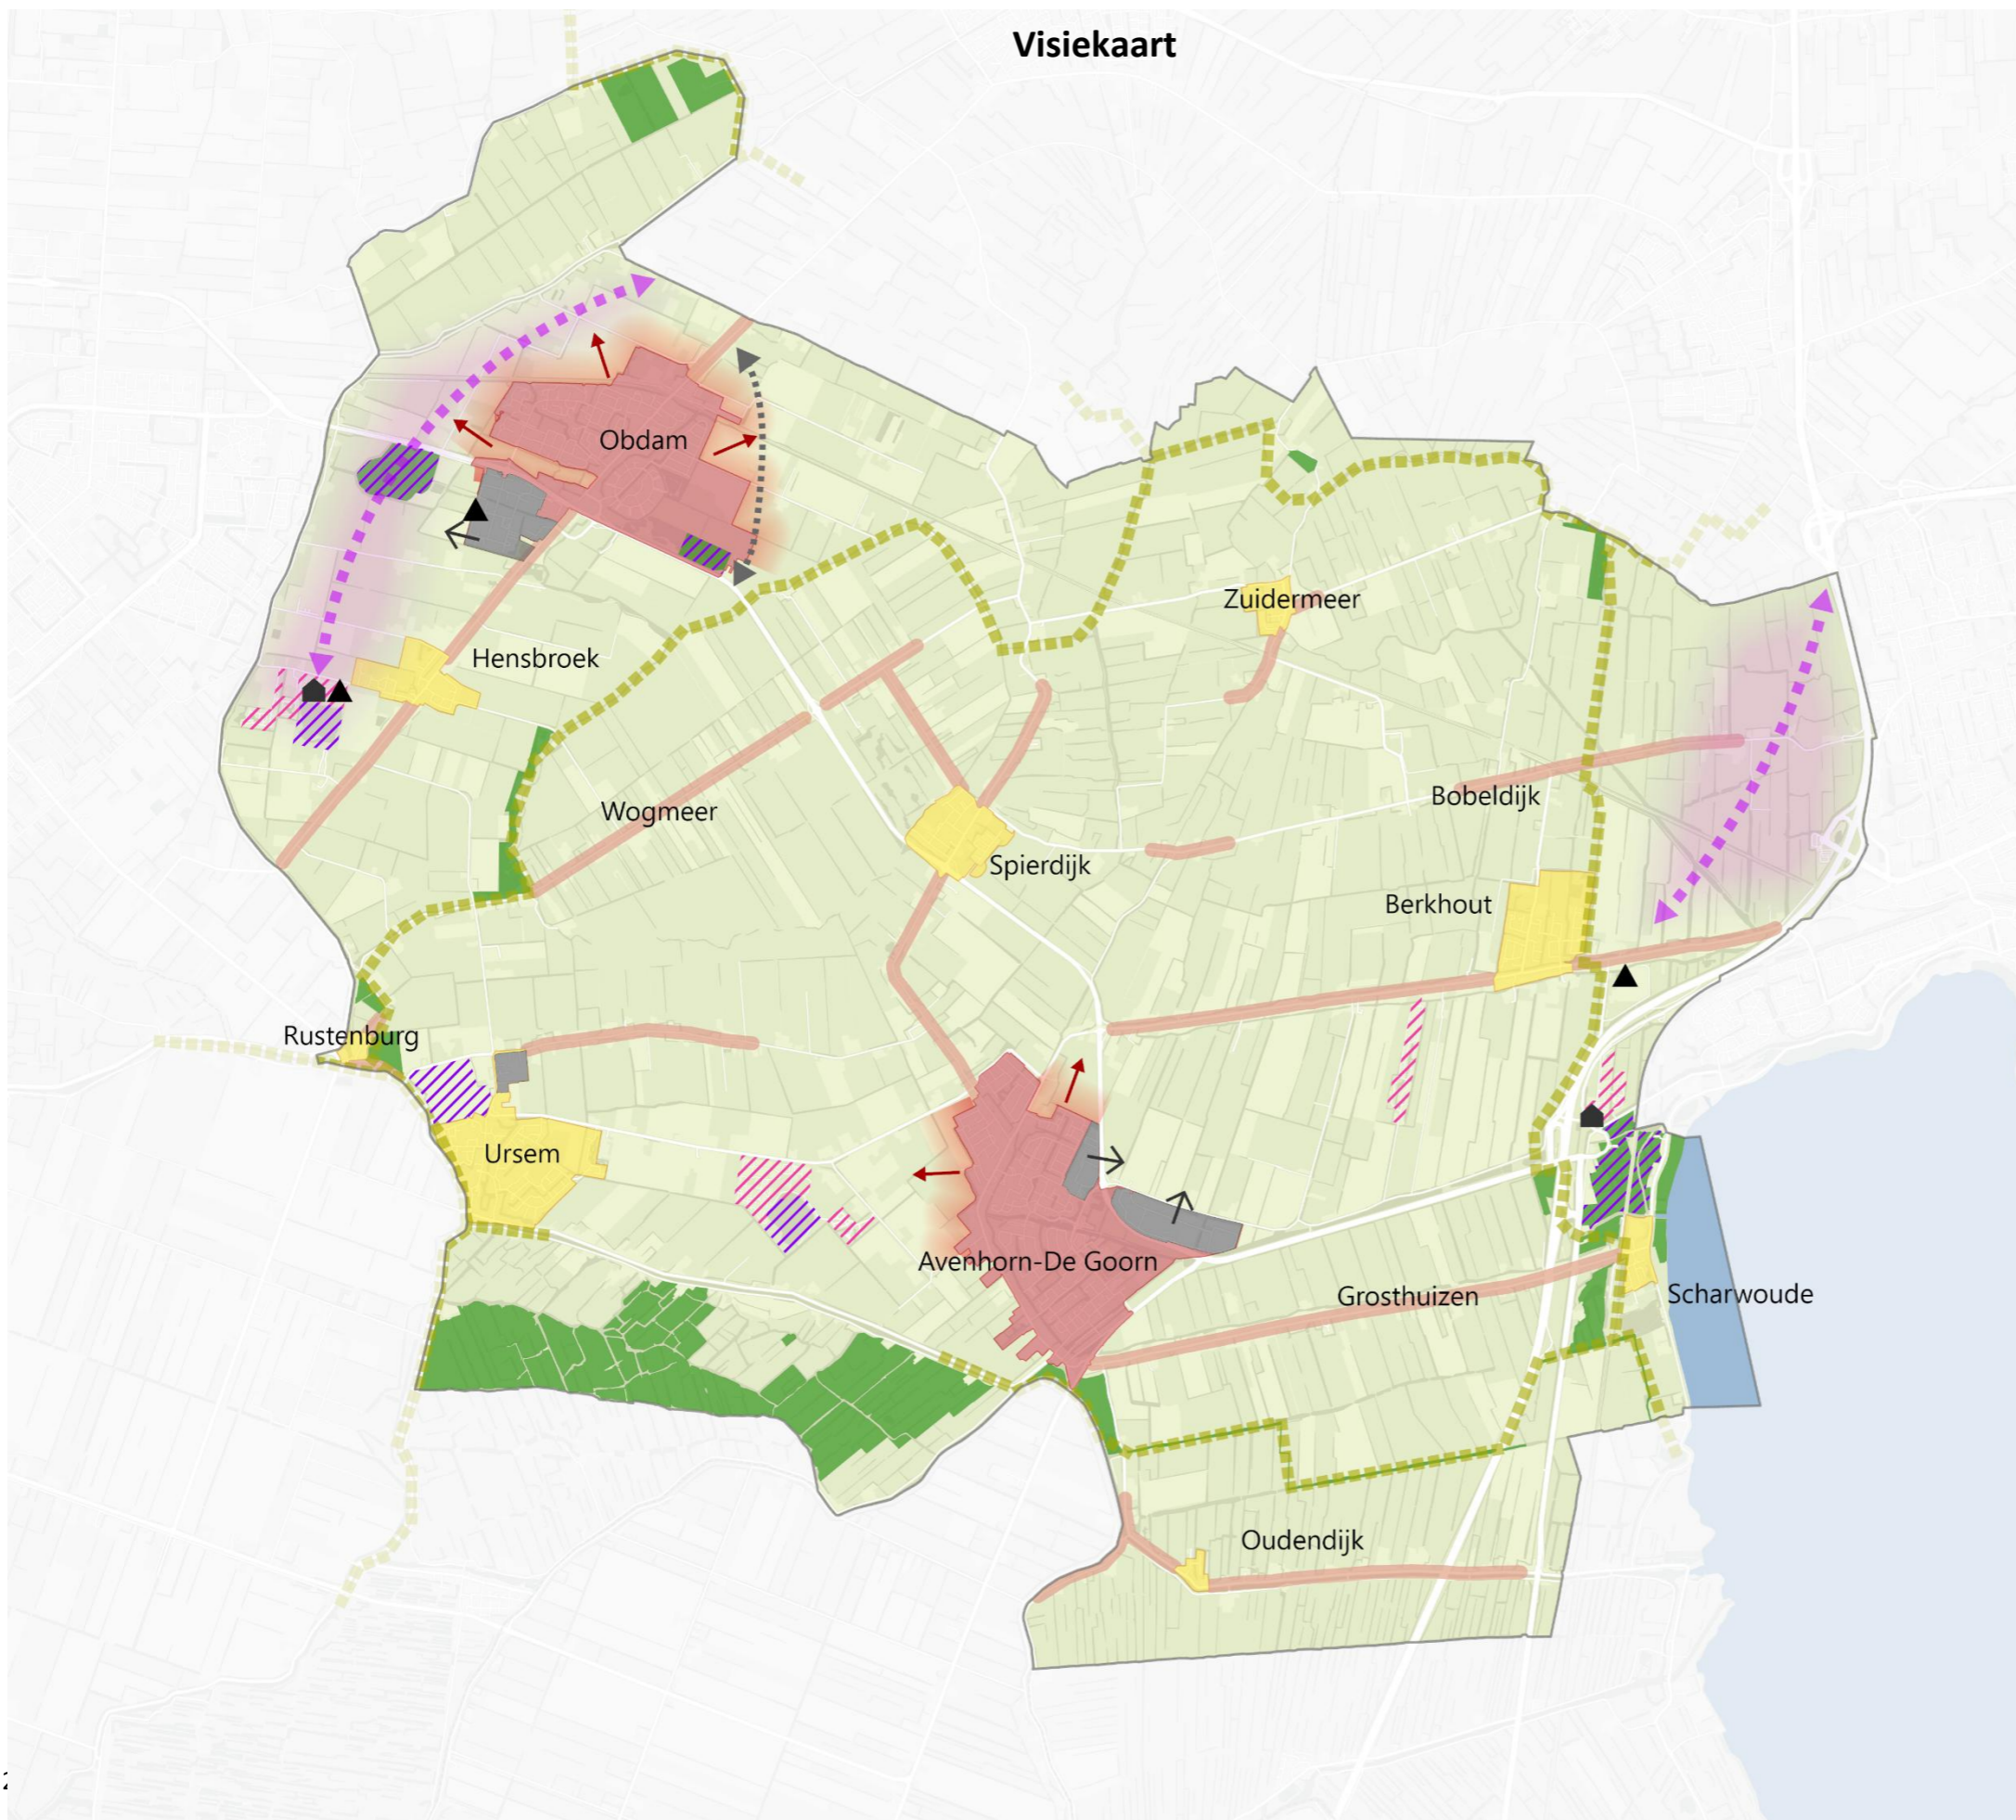 Visiekaart
Obdam
Zuidermeer
Hensbroek
Bobeldijk
Wogmeer
Spierdijk
Berkhout
Rustenburg
Ursem
Avenhorn-De Goorn
Grosthuizen
Scharwoude
Oudendijk